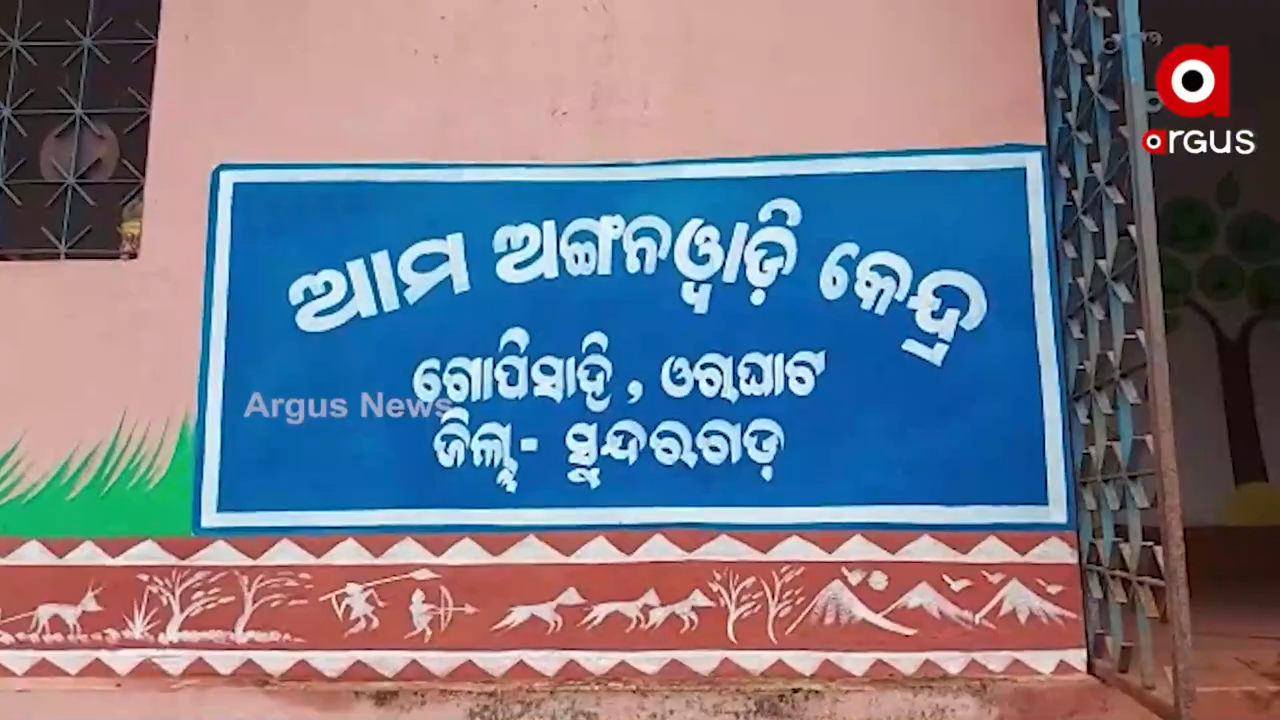 argus
ଆମ ଅଙ୍ଗନୱାଡ଼ି କେନ୍ଦ୍ର
ଗୋପିସାହି , ଓରାଘାଟ
Argus News
ଜିଲ୍ଲା- ସୁନ୍ଦରଗଡ଼